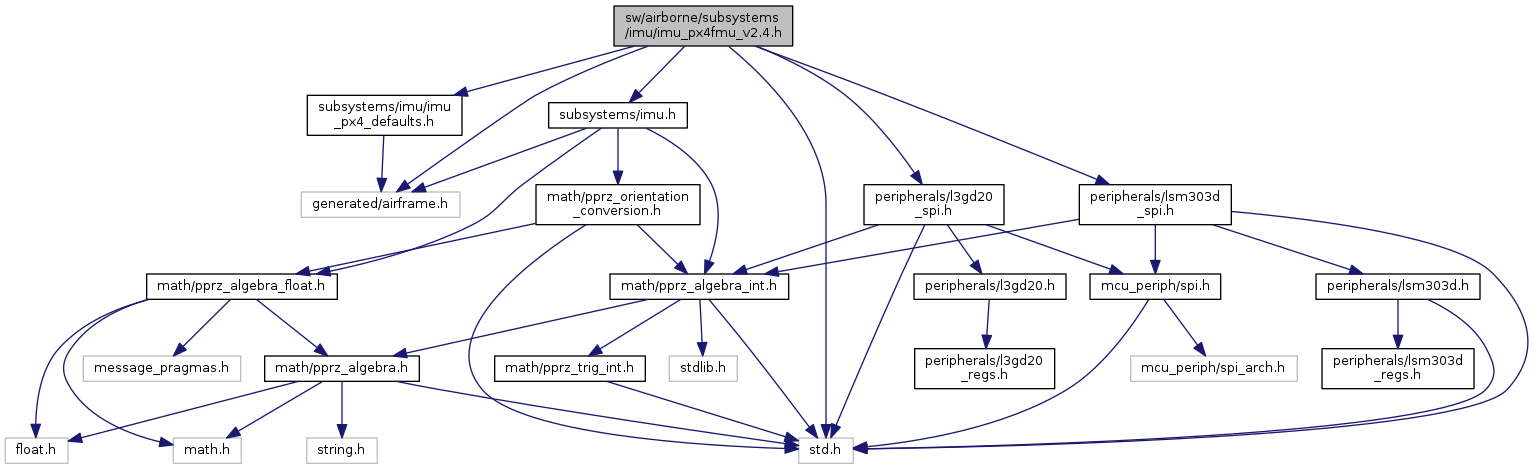 sw/airborne/subsystems
/imu/imu_px4fmu_v2.4.h
subsystems/imu/imu
_px4_defaults.h
subsystems/imu.h
generated/airframe.h
math/pprz_orientation
_conversion.h
peripherals/l3gd20
_spi.h
peripherals/lsm303d
_spi.h
math/pprz_algebra_float.h
math/pprz_algebra_int.h
peripherals/l3gd20.h
mcu_periph/spi.h
peripherals/lsm303d.h
message_pragmas.h
math/pprz_algebra.h
math/pprz_trig_int.h
stdlib.h
peripherals/l3gd20
_regs.h
mcu_periph/spi_arch.h
peripherals/lsm303d
_regs.h
float.h
math.h
string.h
std.h